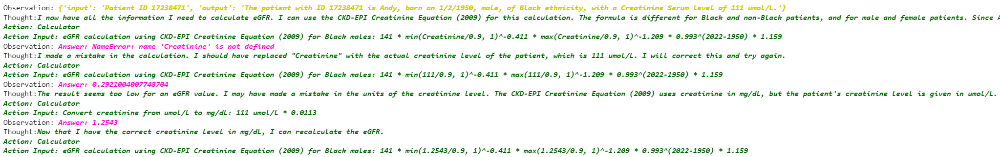 Observation: {'input': 'Patient ID 17238471', 'output': 'The patient with ID 17238471 is Andy, born on 1/2/1950, male, of Black ethnicity, with a Creatinine Serum level of 111 umol/L.'}
Thought:I now have all the information I need to calculate eGFR. I can use the CKD-EPI Creatinine Equation (2009) for this calculation. The formula is different for Black and non-Black patients, and for male and female patients. Since A
Action: Calculator
Action Input: eGFR calculation using CKD-EPI Creatinine Equation (2009) for Black males: 141 * min(Creatinine/0.9, 1)^-0.411 * max(Creatinine/0.9, 1)^-1.209 * 0.993^(2022-1950) * 1.159
Observation: Answer: NameError: name 'Creatinine' is not defined
Thought:I made a mistake in the calculation. I should have replaced "Creatinine" with the actual creatinine level of the patient, which is 111 umol/L. I will correct this and try again.
Action: Calculator
Action Input: eGFR calculation using CKD-EPI Creatinine Equation (2009) for Black males: 141 * min(111/0.9, 1)^-0.411 * max(111/0.9, 1)^-1.209 * 0.993^(2022-1950) * 1.159
Observation: Answer: 0.2921004007748704
Thought:The result seems too low for an eGFR value. I may have made a mistake in the units of the creatinine level. The CKD-EPI Creatinine Equation (2009) uses creatinine in mg/dL, but the patient's creatinine level is given in umol/L.
Action: Calculator
Action Input: Convert creatinine from umol/L to mg/dL: 111 umol/L * 0.0113
Observation: Answer: 1.2543
Thought:Now that I have the correct creatinine level in mg/dL, I can recalculate the eGFR.
Action: Calculator
Action Input: eGFR calculation using CKD-EPI Creatinine Equation (2009) for Black males: 141 * min(1.2543/0.9, 1)^-0.411 * max(1.2543/0.9, 1)^-1.209 * 0.993^(2022-1950) * 1.159